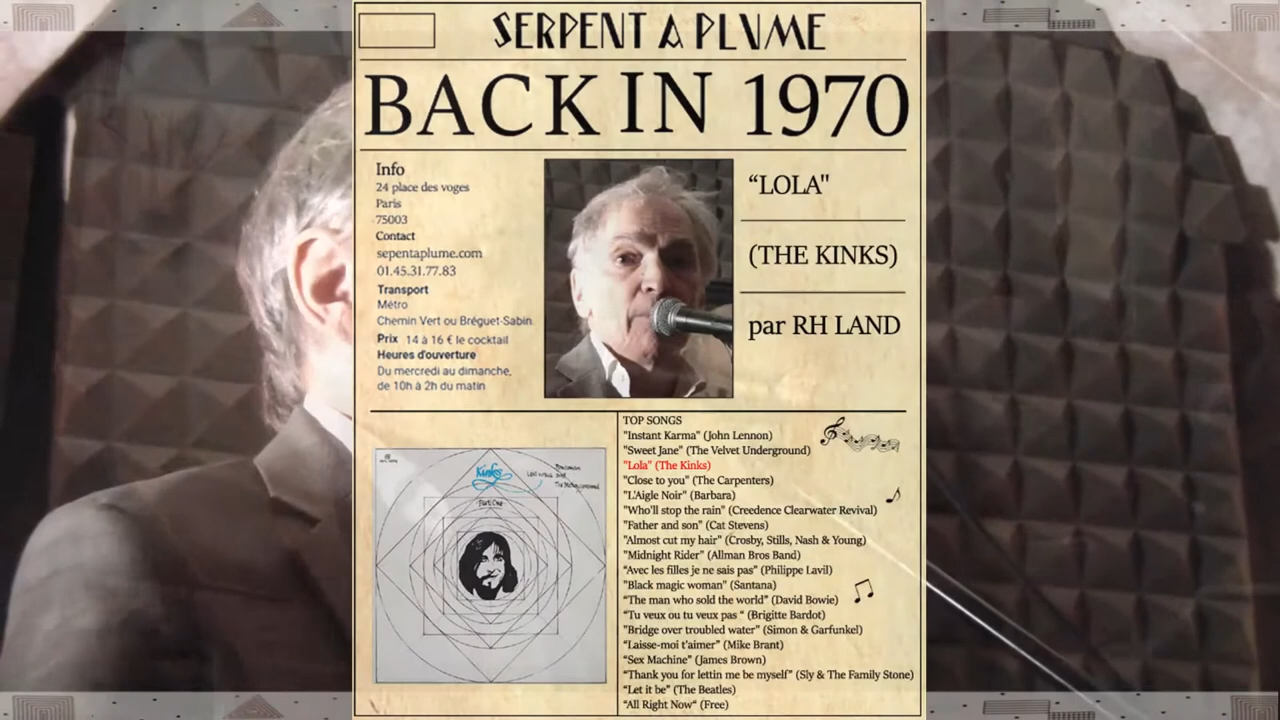 SERPENT A PLVME
BACK IN 1970
Info
24 place des voges
Paris
75003
Contact
sepentaplume.com
01.45.31.77.83
Transport
Métro
Chemin Vert ou Bréguet-Sabin
Prix 14 à 16 € le cocktail
Heures d'ouverture
Du mercredi au dimanche,
de 10h à 2h du matin
“LOLA"
(THE KINKS)
par RH LAND
Kinks
Part One
TOP SONGS
"Instant Karma" (John Lennon)
"Sweet Jane" (The Velvet Underground)
"Lola" (The Kinks)
"Close to you" (The Carpenters)
"L'Aigle Noir" (Barbara)
"Who'll stop the rain" (Creedence Clearwater Revival)
"Father and son" (Cat Stevens)
"Almost cut my hair" (Crosby, Stills, Nash & Young)
"Midnight Rider" (Allman Bros Band)
“Avec les filles je ne sais pas” (Philippe Lavil)
"Black magic woman" (Santana)
“The man who sold the world” (David Bowie)
“Tu veux ou tu veux pas “ (Brigitte Bardot)
"Bridge over troubled water" (Simon & Garfunkel)
“Laisse-moi t'aimer” (Mike Brant)
“Sex Machine” (James Brown)
“Thank you for lettin me be myself” (Sly & The Family Stone)
“Let it be” (The Beatles)
“All Right Now“ (Free)